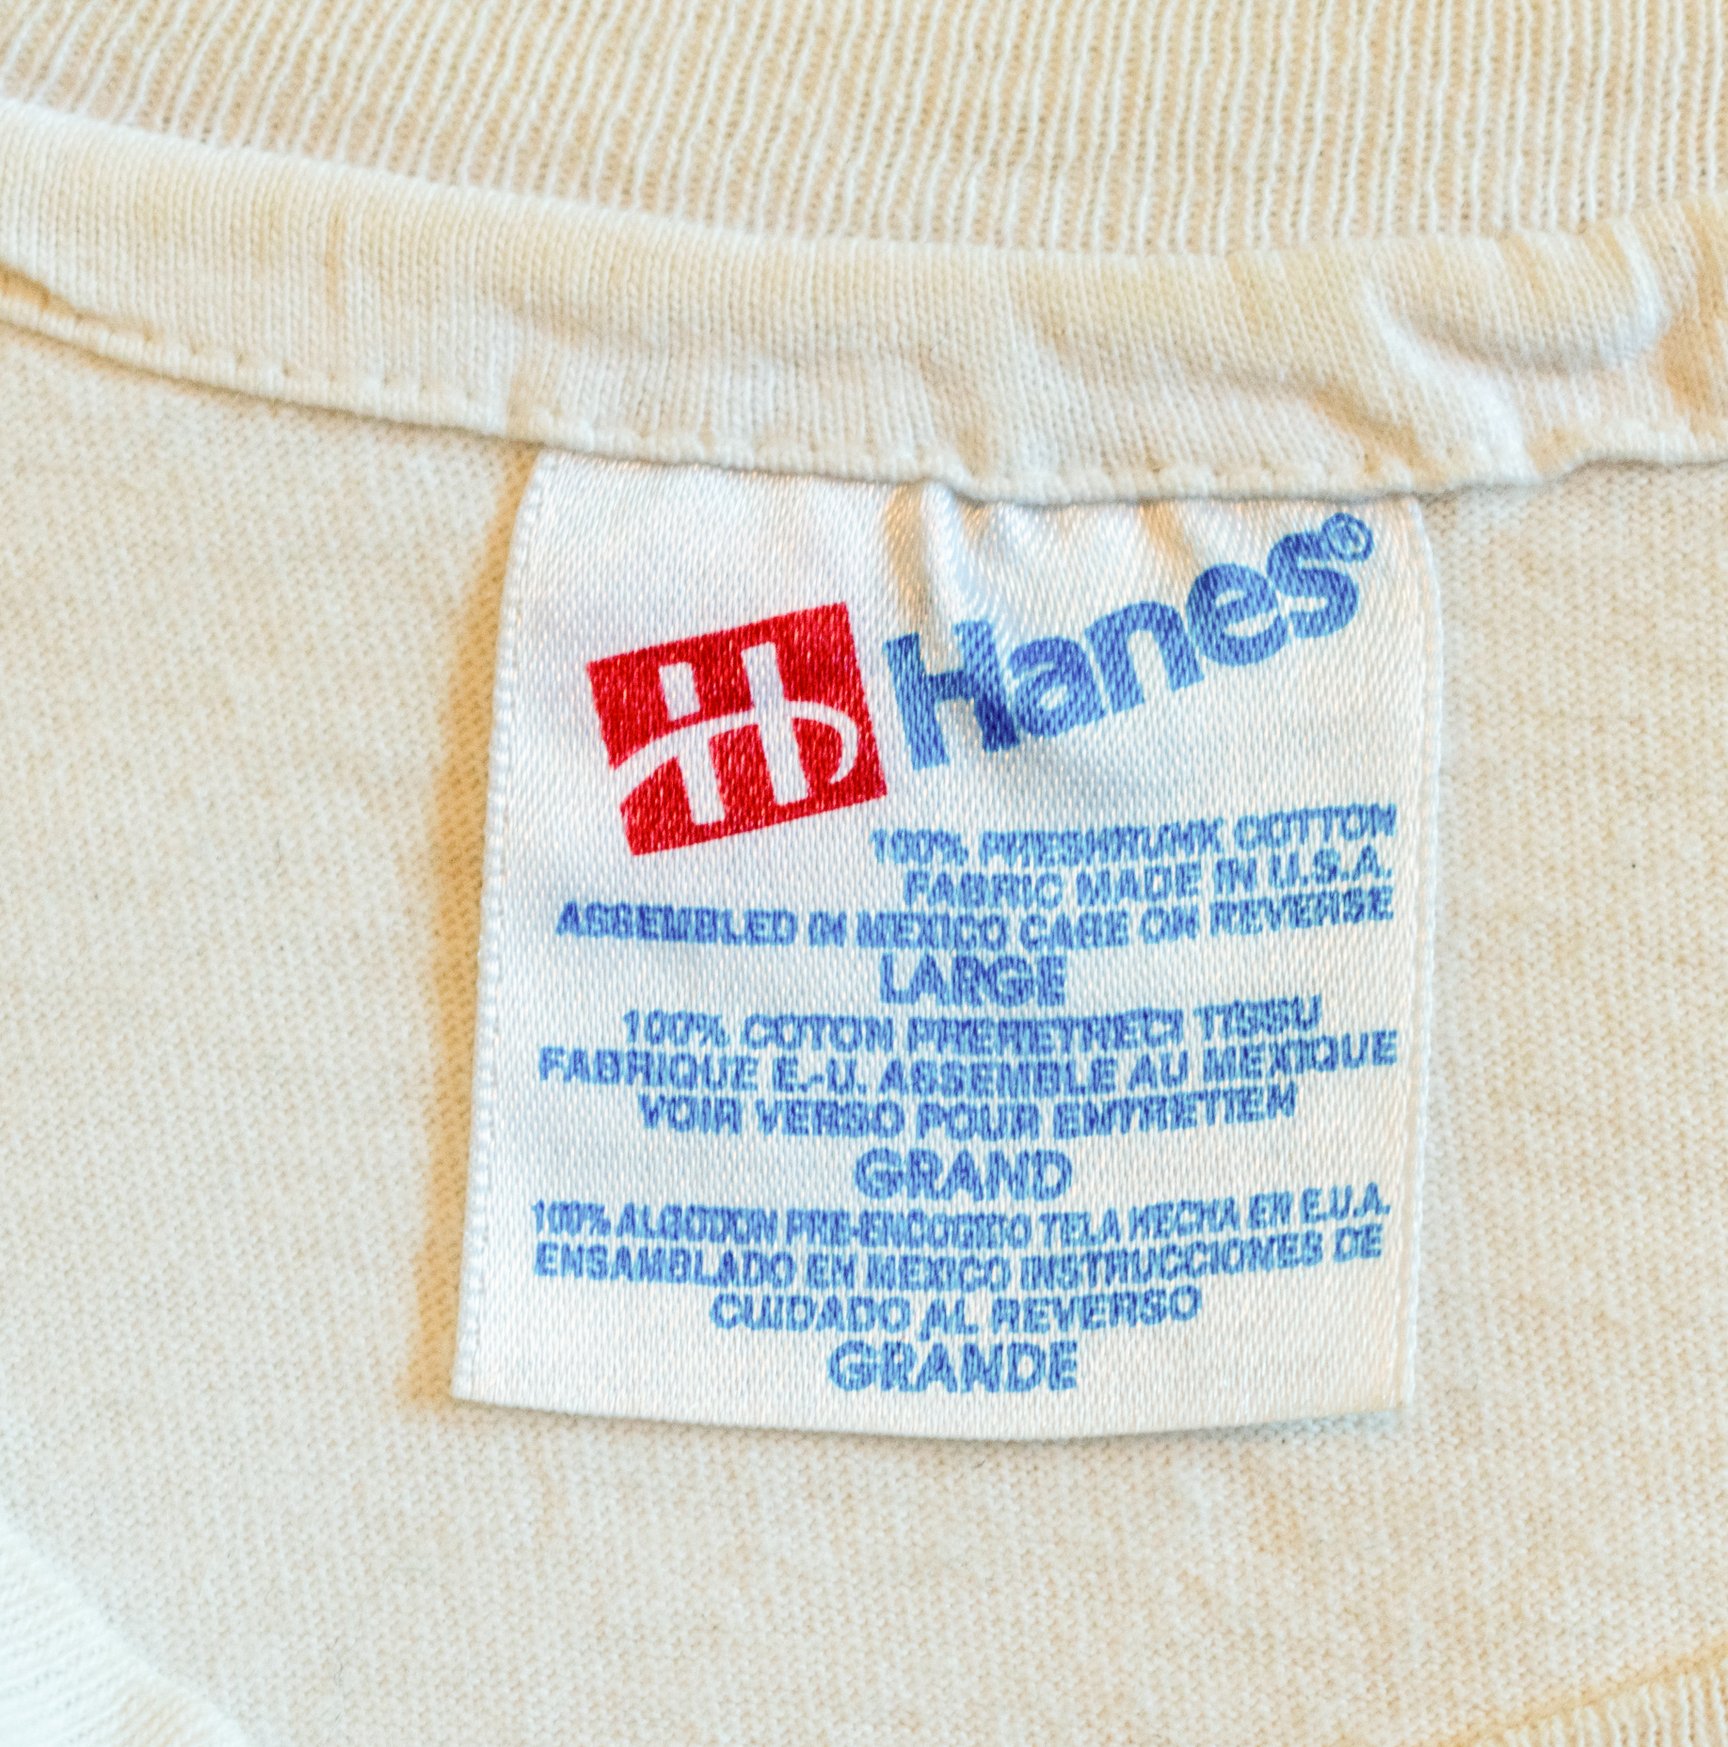 Hanes®
100% PRESHRUNK COTTON
FABRIC MADE IN U.S.A.
ASSEMBLED IN MEXICO CARE ON REVERSE
LARGE
100% COTON PRERETRECI TISSU
FABRIQUE E.-U. ASSEMBLE AU MEXIQUE
VOIR VERSO POUR ENTRETIEN
GRAND
100% ALGODON PRE-ENCOGIDO TELA HECHA EN E.U.A.
ENSAMBLADO EN MEXICO INSTRUCCIONES DE
CUIDADO AL REVERSO
GRANDE